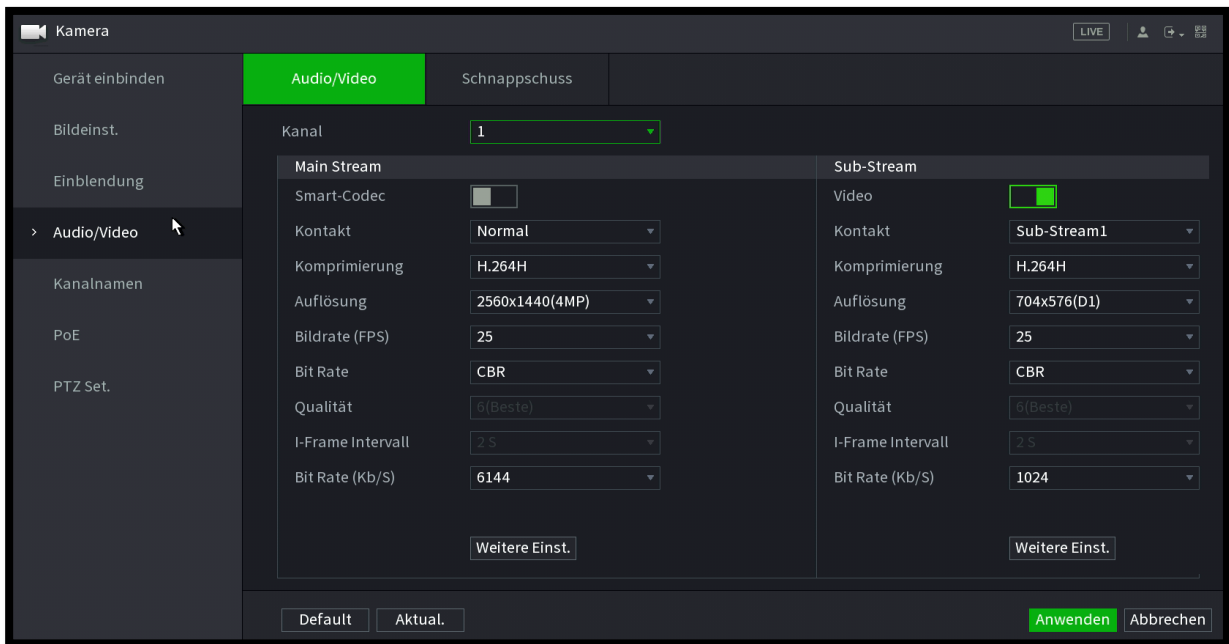 Kamera
LIVE
Gerät einbinden
Bildeinst.
Einblendung
> Audio/Video
Kanalnamen
PoE
PTZ Set.
Audio/Video Schnappschuss
Kanal 1
Main Stream
Smart-Codec
Kontakt Normal
Komprimierung H.264H
Auflösung 2560x1440(4MP)
Bildrate (FPS) 25
Bit Rate CBR
Qualität 6(Beste)
I-Frame Intervall 2 S
Bit Rate (Kb/S) 6144
Weitere Einst.
Sub-Stream
Video
Kontakt Sub-Stream1
Komprimierung H.264H
Auflösung 704x576(D1)
Bildrate (FPS) 25
Bit Rate CBR
Qualität 6(Beste)
I-Frame Intervall 2 S
Bit Rate (Kb/S) 1024
Weitere Einst.
Default Aktual. Anwenden Abbrechen